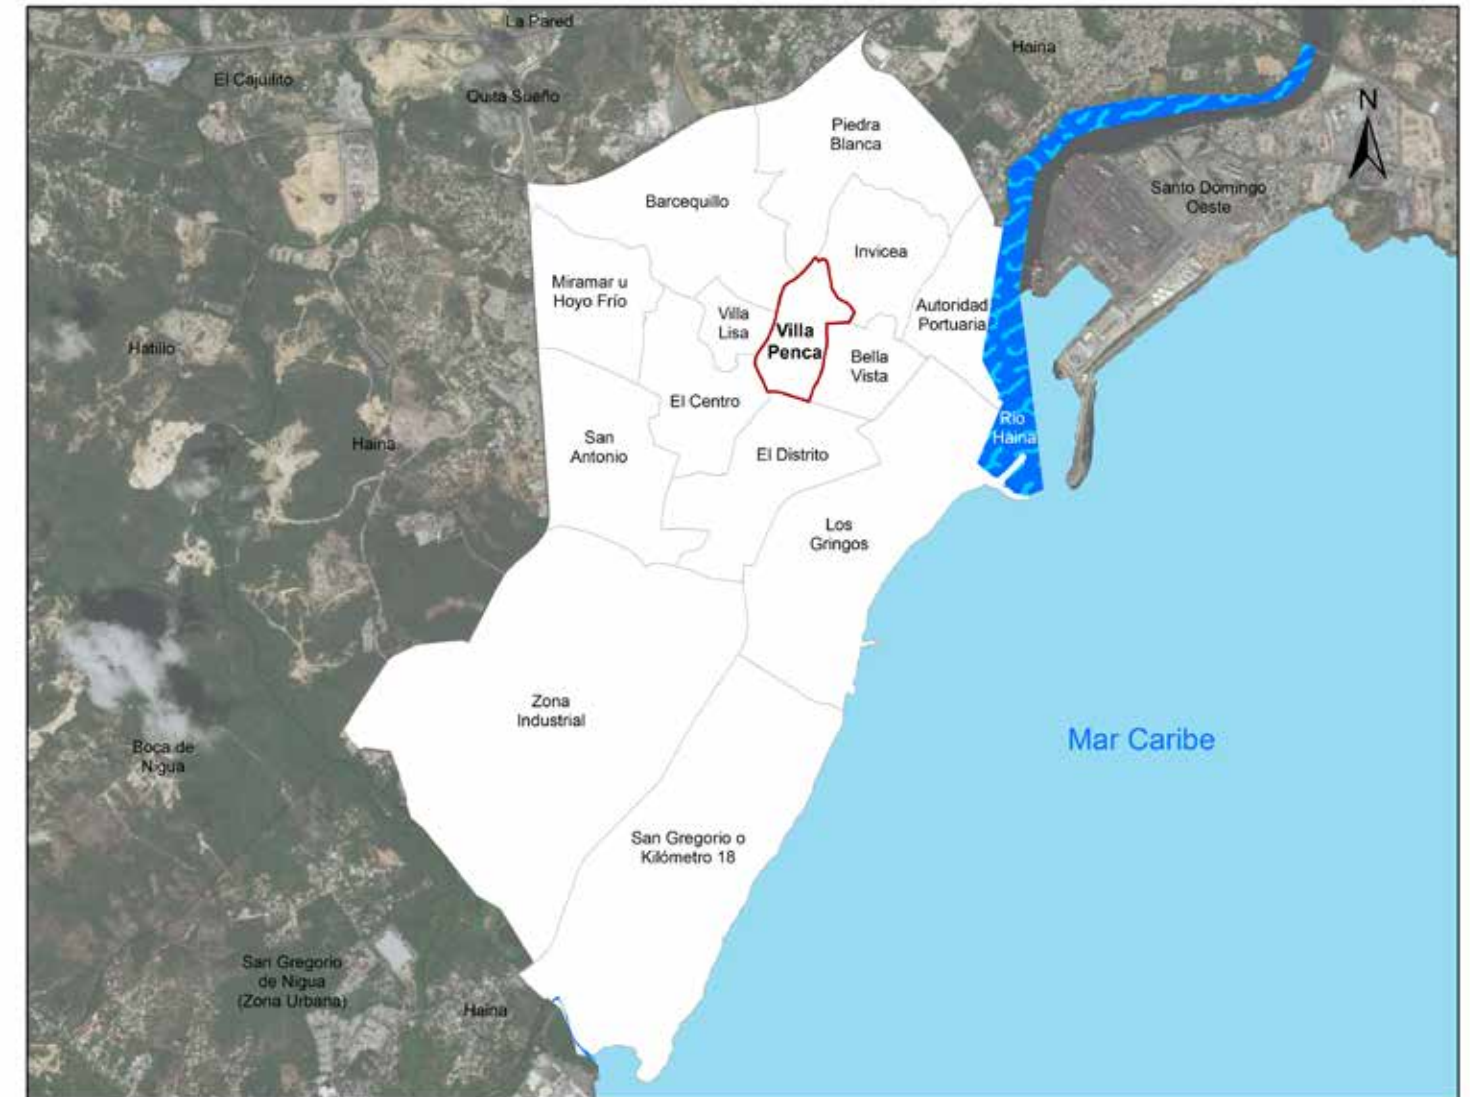 La Pared
Haina
El Cajuilito
Quita Sueño
N
Piedra
Blanca
Santo Domingo
Oeste
Barcequillo
Invicea
Miramar u
Hoyo Frío
Autoridad
Portuaria
Villa
Lisa
Villa
Penca
Hatillo
Bella
Vista
El Centro
Río
Haina
Haina
San
Antonio
El Distrito
Los
Gringos
Zona
Industrial
Mar Caribe
Boca de
Nigua
San Gregorio o
Kilómetro 18
San Gregorio
de Nigua
(Zona Urbana)
Haina